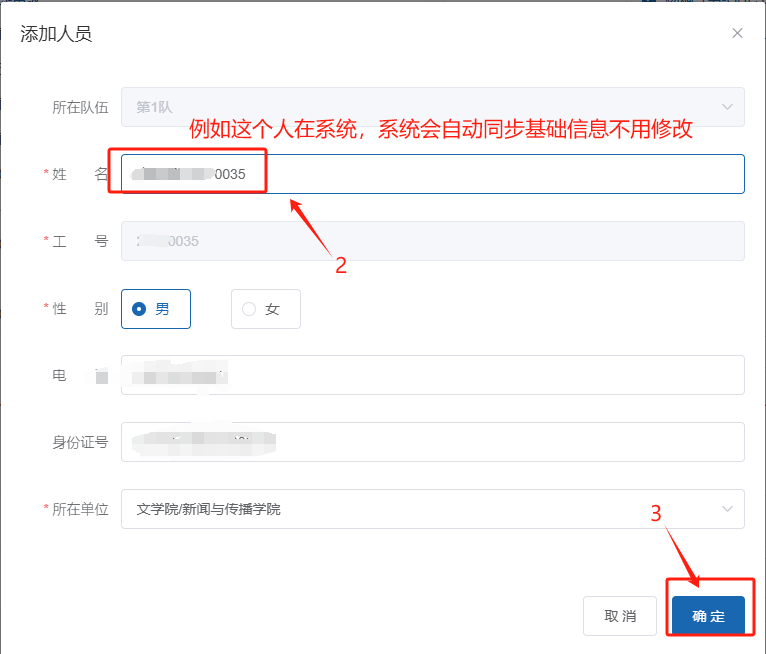 添加人员
所在队伍 第1队
例如这个人在系统，系统会自动同步基础信息不用修改
* 姓 名 0035
2
* 工 号 0035
* 性 别 男 女
电
身份证号
* 所在单位 文学院/新闻与传播学院
3
取 消 确 定